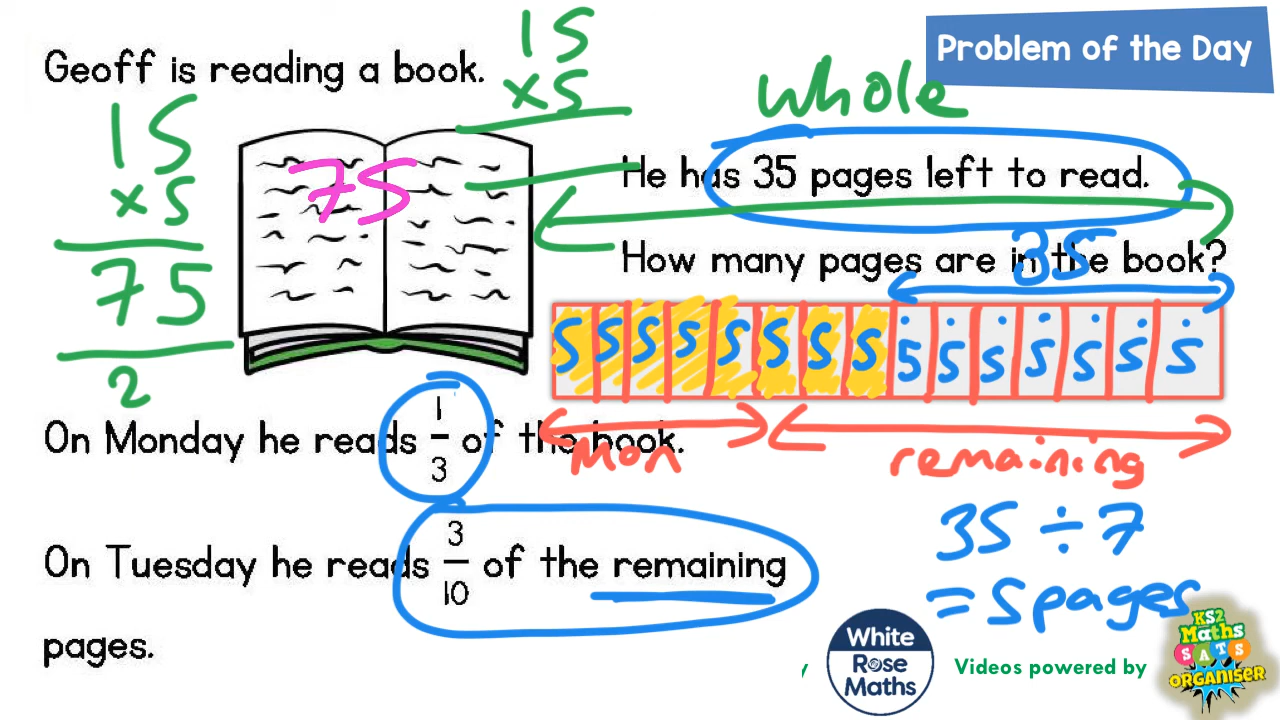 Geoff is reading a book.
Problem of the Day
15
×5
whole
15
×5
75
2
75
He has 35 pages left to read.
How many pages are in the book?
35
5 5 5 5 5 5 5 5 5 5 5 5 5 5 5
Mon
remaining
On Monday he reads 1/3 of the book.
35 ÷ 7
= 5 pages
On Tuesday he reads 3/10 of the remaining
pages.
White
Rose
Maths
Videos powered by
KS2
Maths
SATS
ORGANISER